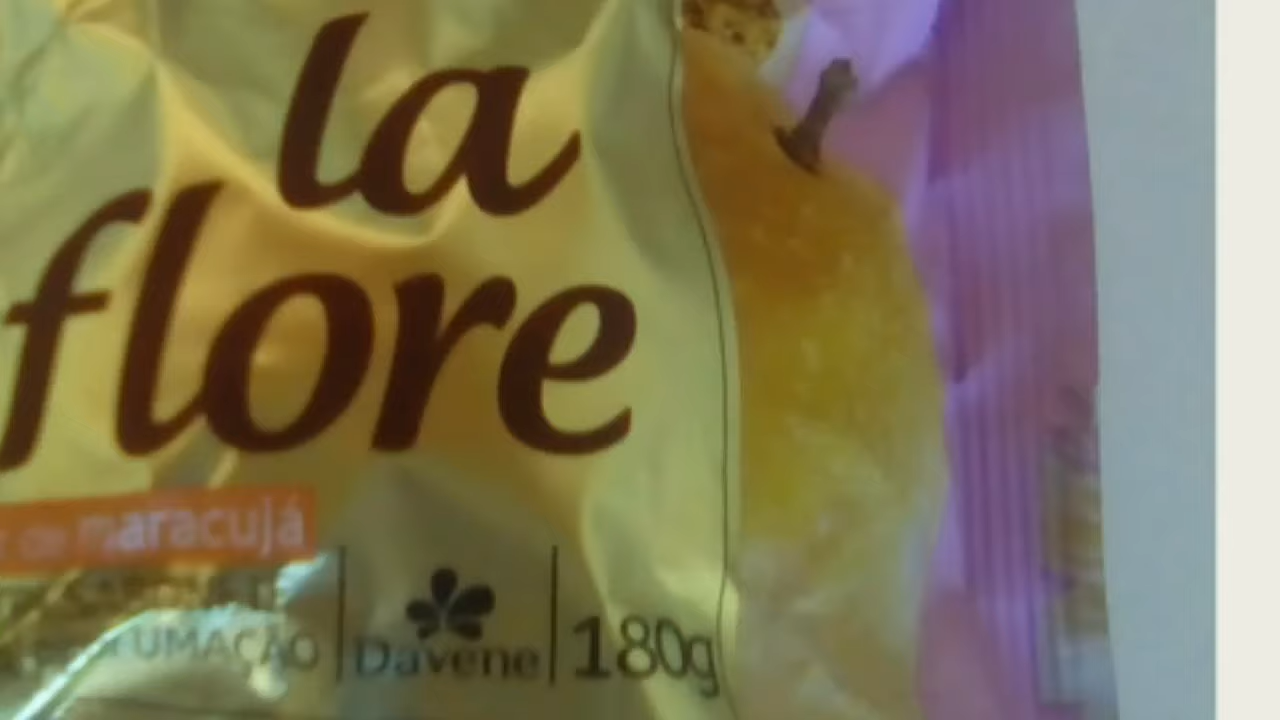 la
flore
de maracujá
UMAÇÃO
Davene
180g